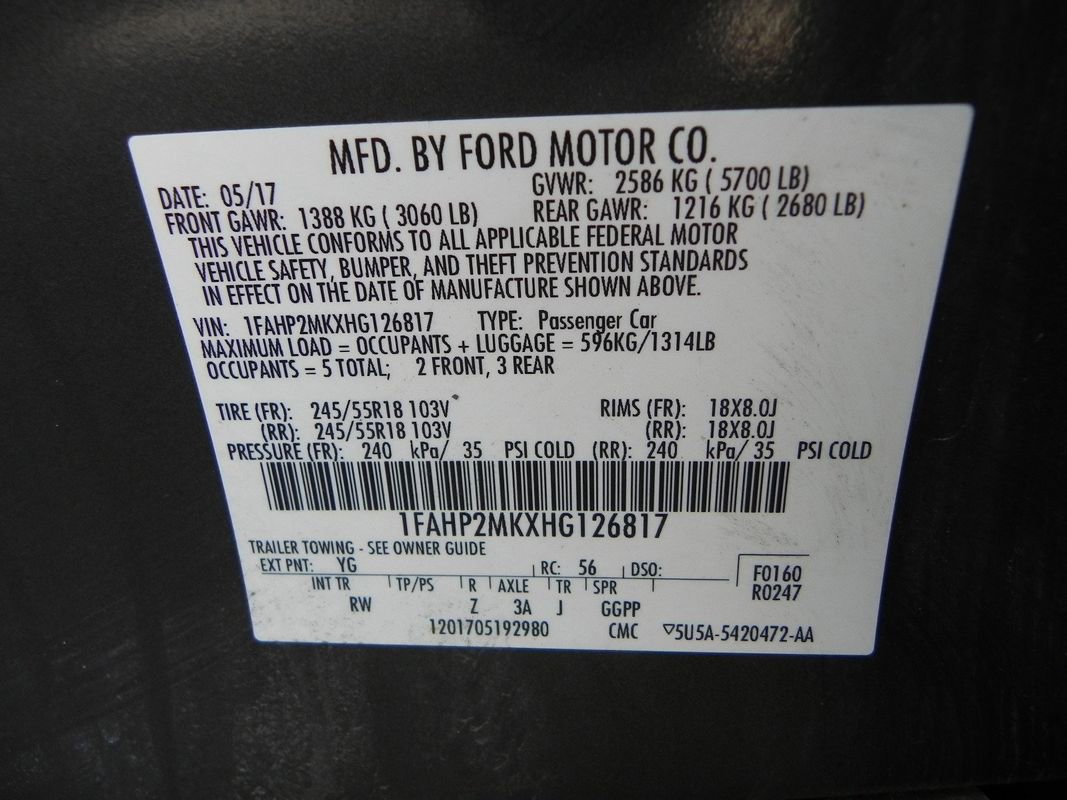 MFD. BY FORD MOTOR CO.
DATE: 05/17 GVWR: 2586 KG ( 5700 LB)
FRONT GAWR: 1388 KG ( 3060 LB) REAR GAWR: 1216 KG ( 2680 LB)
THIS VEHICLE CONFORMS TO ALL APPLICABLE FEDERAL MOTOR
VEHICLE SAFETY, BUMPER, AND THEFT PREVENTION STANDARDS
IN EFFECT ON THE DATE OF MANUFACTURE SHOWN ABOVE.
VIN: 1FAHP2MKXHG126817 TYPE: Passenger Car
MAXIMUM LOAD = OCCUPANTS + LUGGAGE = 596KG/1314LB
OCCUPANTS = 5 TOTAL; 2 FRONT, 3 REAR
TIRE (FR): 245/55R18 103V RIMS (FR): 18X8.0J
(RR): 245/55R18 103V (RR): 18X8.0J
PRESSURE (FR): 240 kPa/ 35 PSI COLD (RR): 240 kPa/ 35 PSI COLD
1FAHP2MKXHG126817
TRAILER TOWING - SEE OWNER GUIDE
EXT PNT: YG RC: 56 DSO: F0160
INT TR TP/PS R AXLE TR SPR R0247
RW Z 3A J GGPP
1201705192980 CMC ▽5U5A-5420472-AA